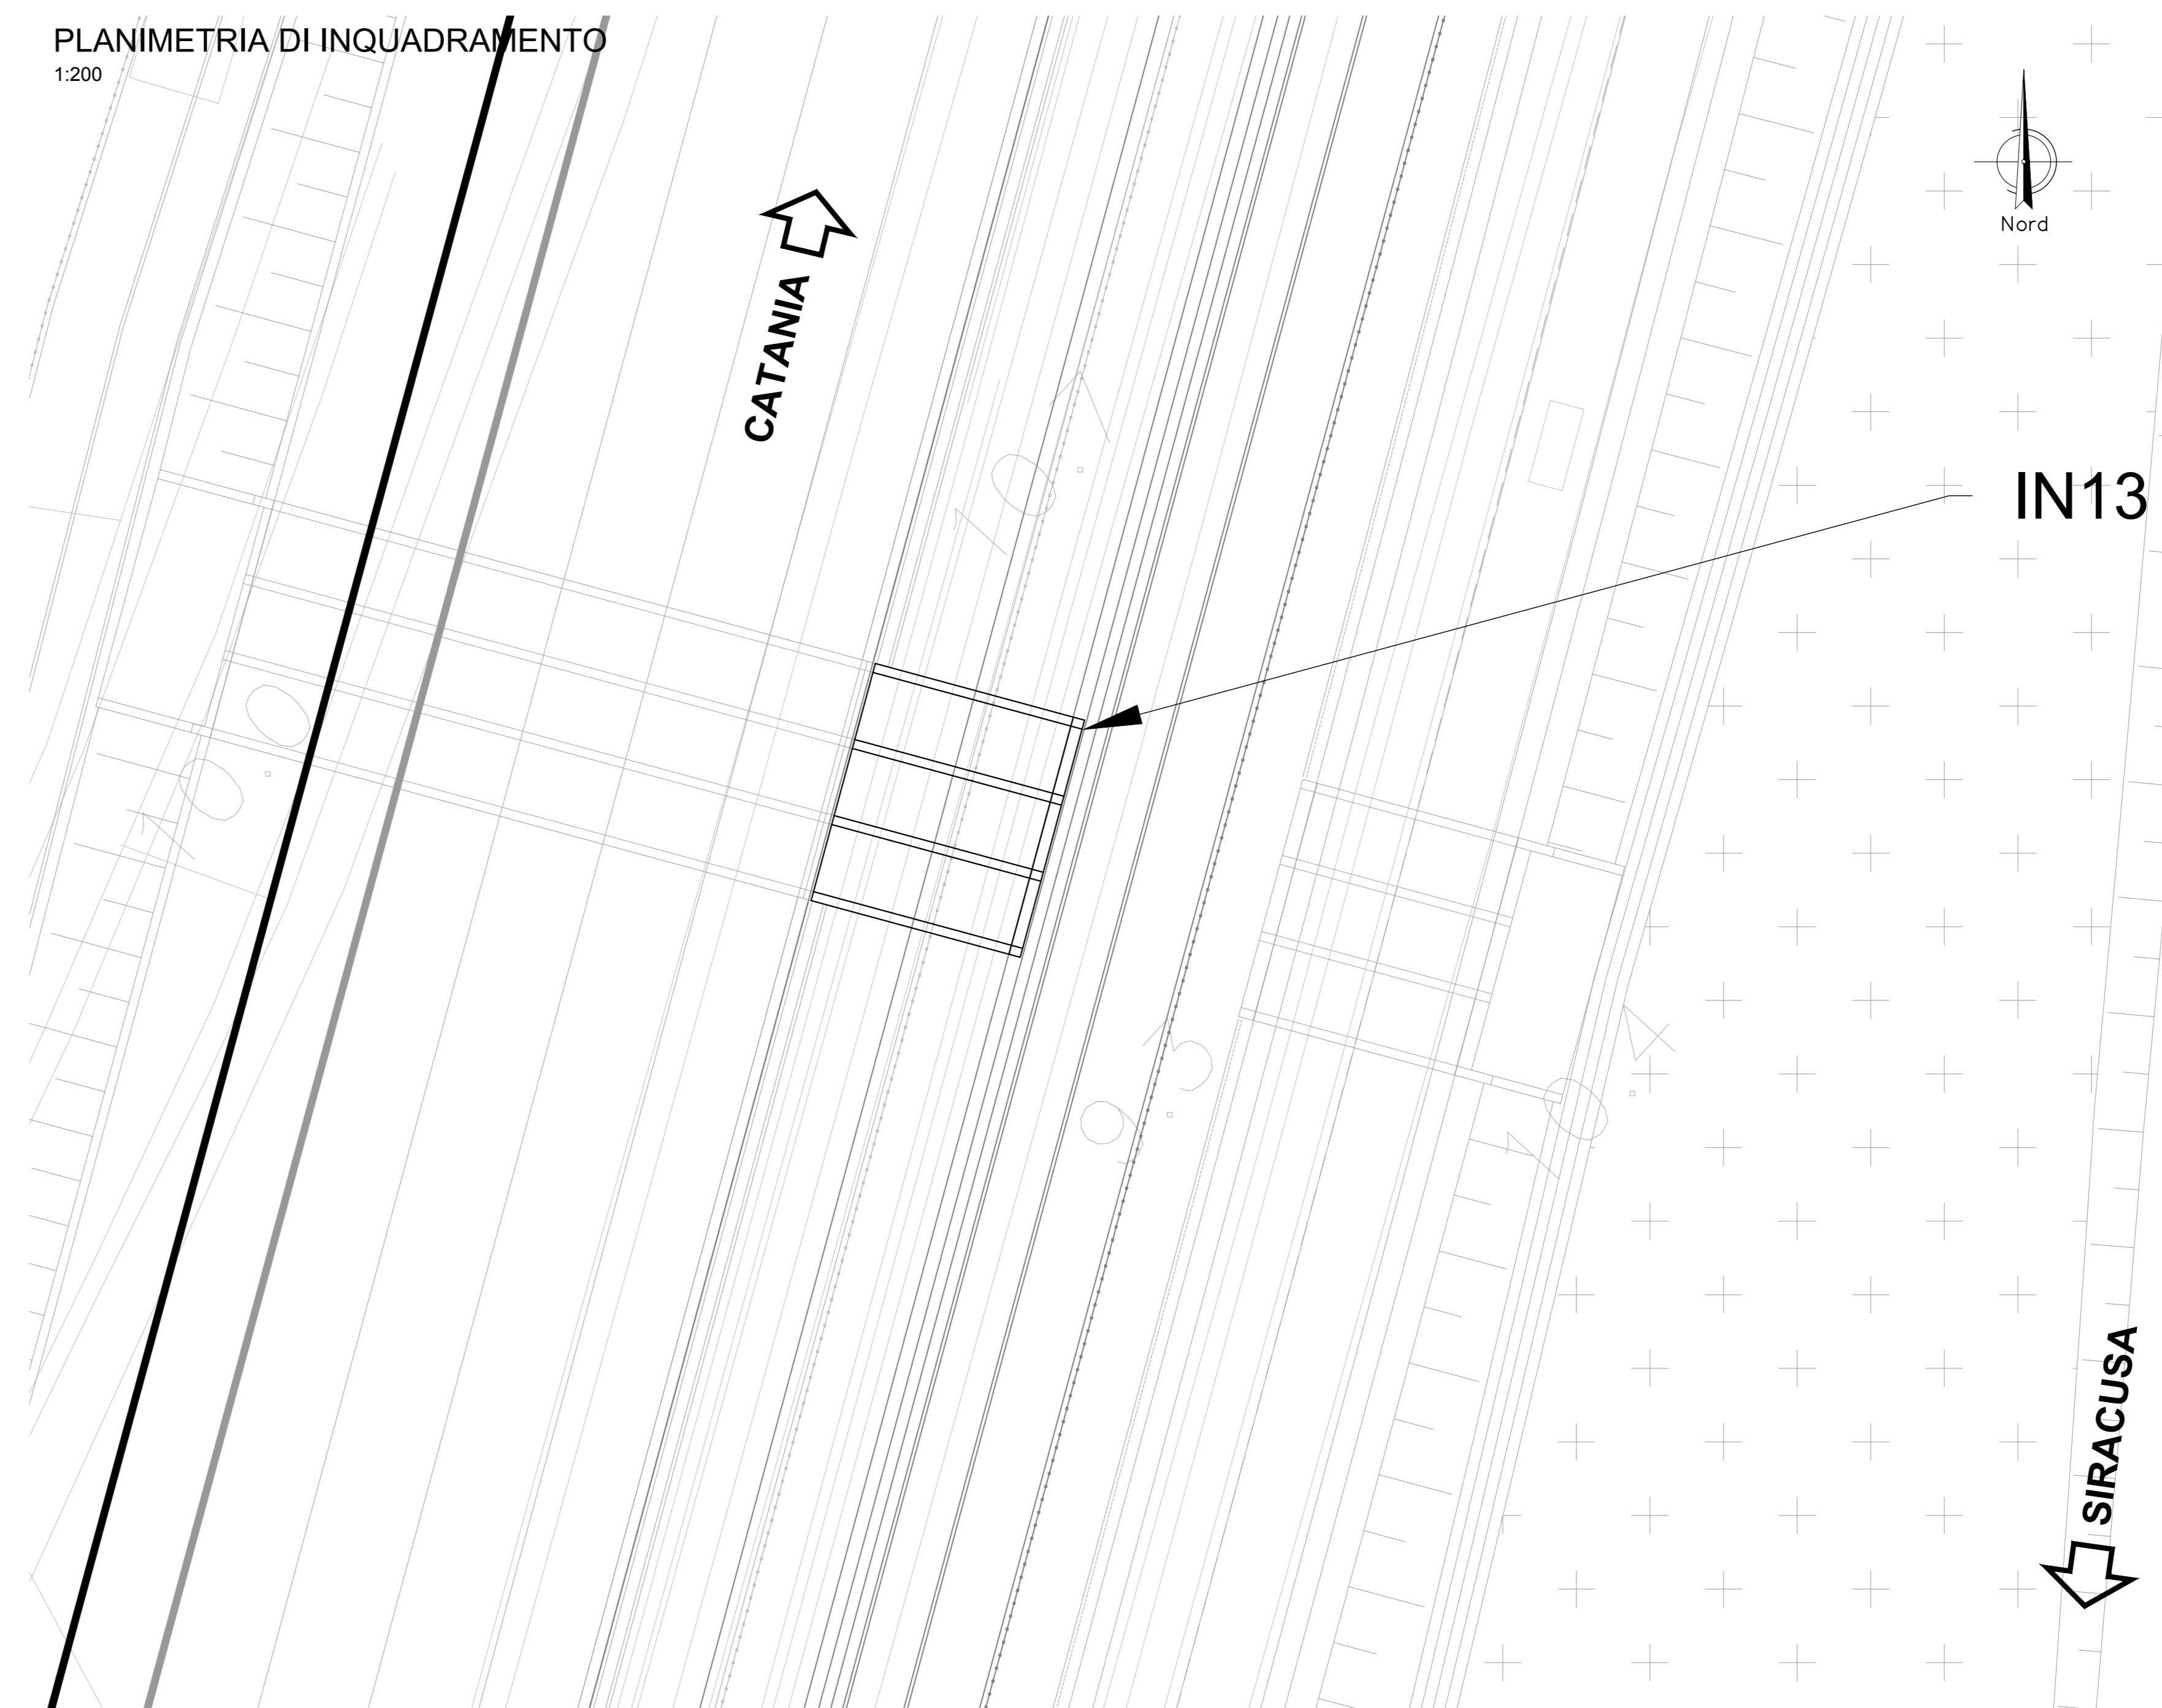 PLANIMETRIA DI INQUADRAMENTO
1:200
Nord
CATANIA
IN13
SIRACUSA